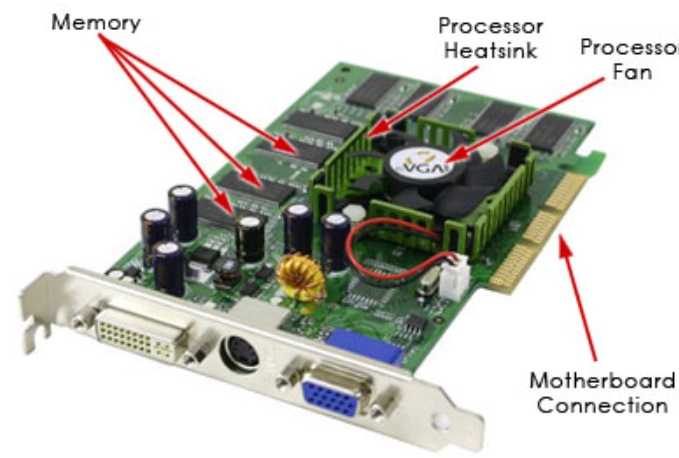 Memory
Processor
Heatsink
Processor
Fan
VGA
Motherboard
Connection